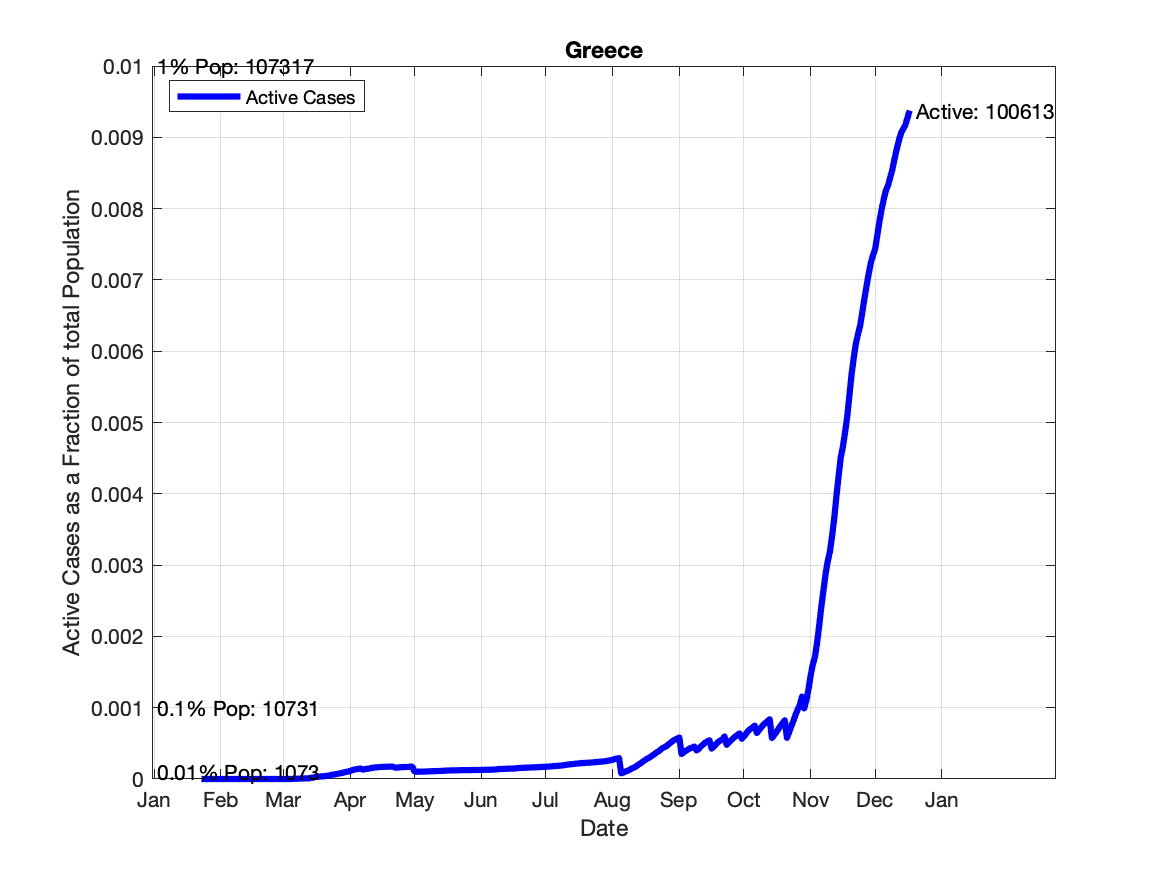 Greece
0.01
1% Pop: 107317
Active Cases
Active: 100613
0.009
0.008
0.007
0.006
0.005
0.004
0.003
0.002
0.001
0.1% Pop: 10731
0
0.01% Pop: 1073
Active Cases as a Fraction of total Population
Jan Feb Mar Apr May Jun Jul Aug Sep Oct Nov Dec Jan
Date